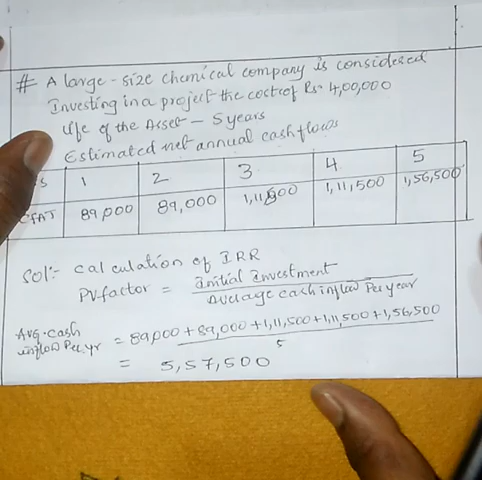 # A large-size chemical company is considered
Investing in a project the cost of Rs. 4,00,000
life of the Asset - 5 years
Estimated net annual cash flows
1 2 3 4 5
CFAT 89,000 89,000 1,11,500 1,11,500 1,56,500
Sol:- Calculation of IRR
PV factor = initial investment / Average cash inflow Per year
Avg. cash inflow Per yr = 89,000 + 89,000 + 1,11,500 + 1,11,500 + 1,56,500 / 5
= 5,57,500